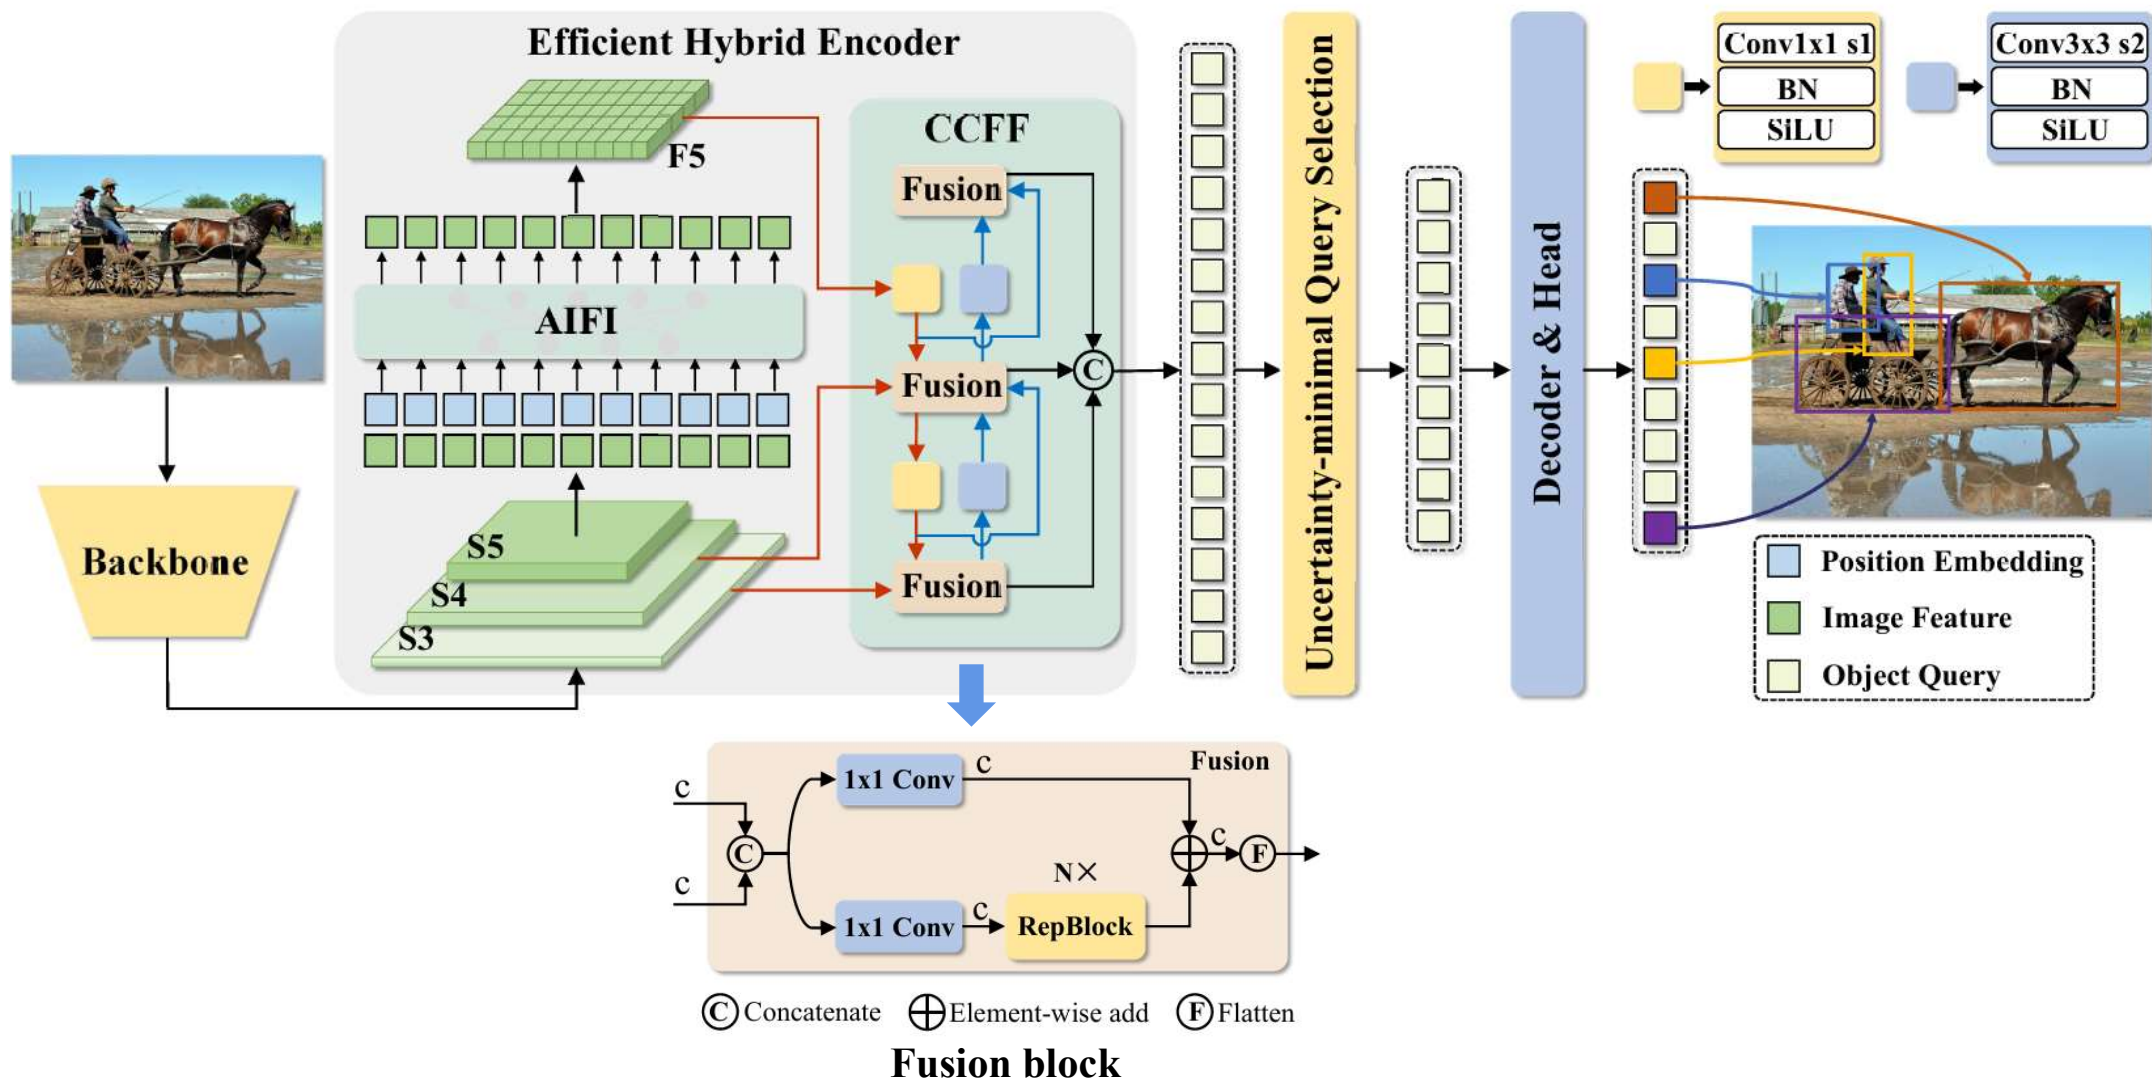 Efficient Hybrid Encoder
F5
CCFF
Fusion
AIFI
Fusion
C
Fusion
S5
S4
S3
Backbone
Uncertainty-minimal Query Selection
Decoder & Head
Conv1x1 s1
BN
SiLU
Conv3x3 s2
BN
SiLU
Position Embedding
Image Feature
Object Query
Fusion
c
c
C
1x1 Conv
c
1x1 Conv
c
N×
RepBlock
c
F
C Concatenate
Element-wise add
F Flatten
Fusion block